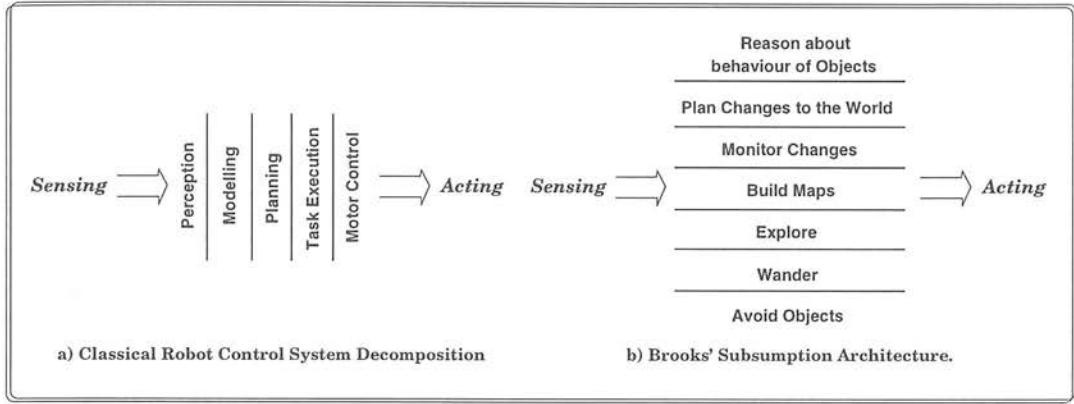 Sensing
Perception
Modelling
Planning
Task Execution
Motor Control
Acting
a) Classical Robot Control System Decomposition
Reason about
behaviour of Objects
Plan Changes to the World
Monitor Changes
Sensing
Build Maps
Acting
Explore
Wander
Avoid Objects
b) Brooks' Subsumption Architecture.